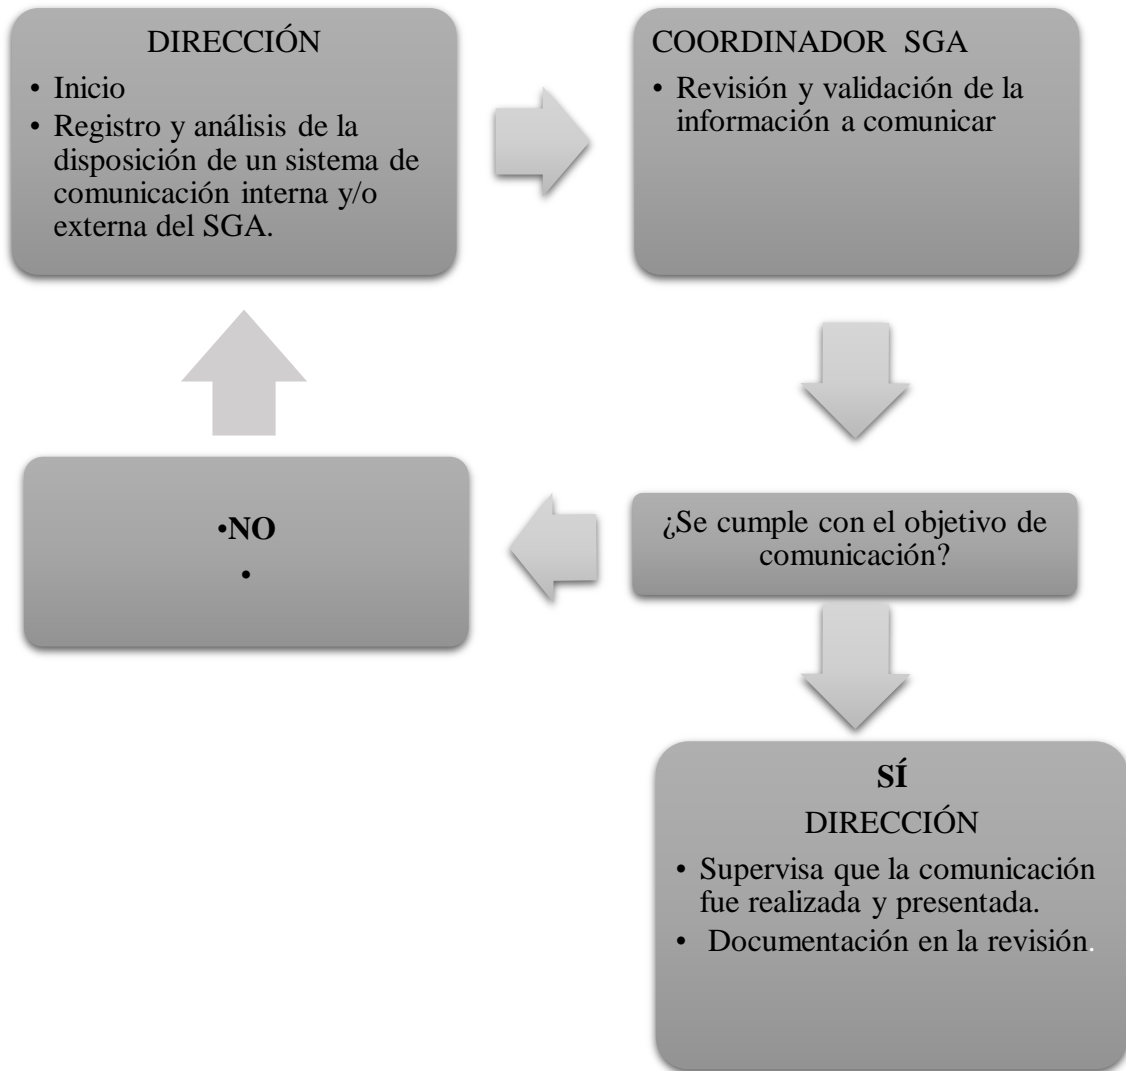 DIRECCIÓN
• Inicio
• Registro y análisis de la
disposición de un sistema de
comunicación interna y/o
externa del SGA.
COORDINADOR SGA
• Revisión y validación de la
información a comunicar
¿Se cumple con el objetivo de
comunicación?
•NO
•
SÍ
DIRECCIÓN
• Supervisa que la comunicación
fue realizada y presentada.
• Documentación en la revisión.